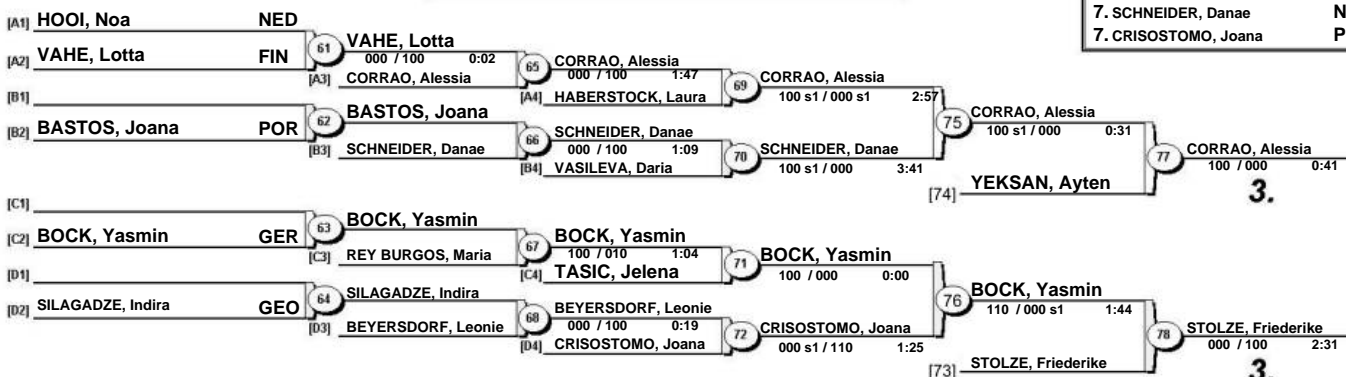 7. SCHNEIDER, Danae N
7. CRISOSTOMO, Joana P
[A1] HOOI, Noa NED
[A2] VAHE, Lotta FIN
61
VAHE, Lotta
000 / 100 0:02
[A3] CORRAO, Alessia
65
CORRAO, Alessia
000 / 100 1:47
[A4] HABERSTOCK, Laura
69
CORRAO, Alessia
100 s1 / 000 s1 2:57
[B1]
[B2] BASTOS, Joana POR
62
BASTOS, Joana
[B3] SCHNEIDER, Danae
66
SCHNEIDER, Danae
000 / 100 1:09
[B4] VASILEVA, Daria
70
SCHNEIDER, Danae
100 s1 / 000 3:41
75
CORRAO, Alessia
100 s1 / 000 0:31
[74] YEKSAN, Ayten
77
CORRAO, Alessia
100 / 000 0:41
3.
[C1]
[C2] BOCK, Yasmin GER
63
BOCK, Yasmin
[C3] REY BURGOS, Maria
67
BOCK, Yasmin
100 / 010 1:04
[C4] TASIC, Jelena
71
BOCK, Yasmin
100 / 000 0:00
[D1]
[D2] SILAGADZE, Indira GEO
64
SILAGADZE, Indira
[D3] BEYERSDORF, Leonie
68
BEYERSDORF, Leonie
000 / 100 0:19
[D4] CRISOSTOMO, Joana
72
CRISOSTOMO, Joana
000 s1 / 110 1:25
76
BOCK, Yasmin
110 / 000 s1 1:44
[73] STOLZE, Friederike
78
STOLZE, Friederike
000 / 100 2:31
3.